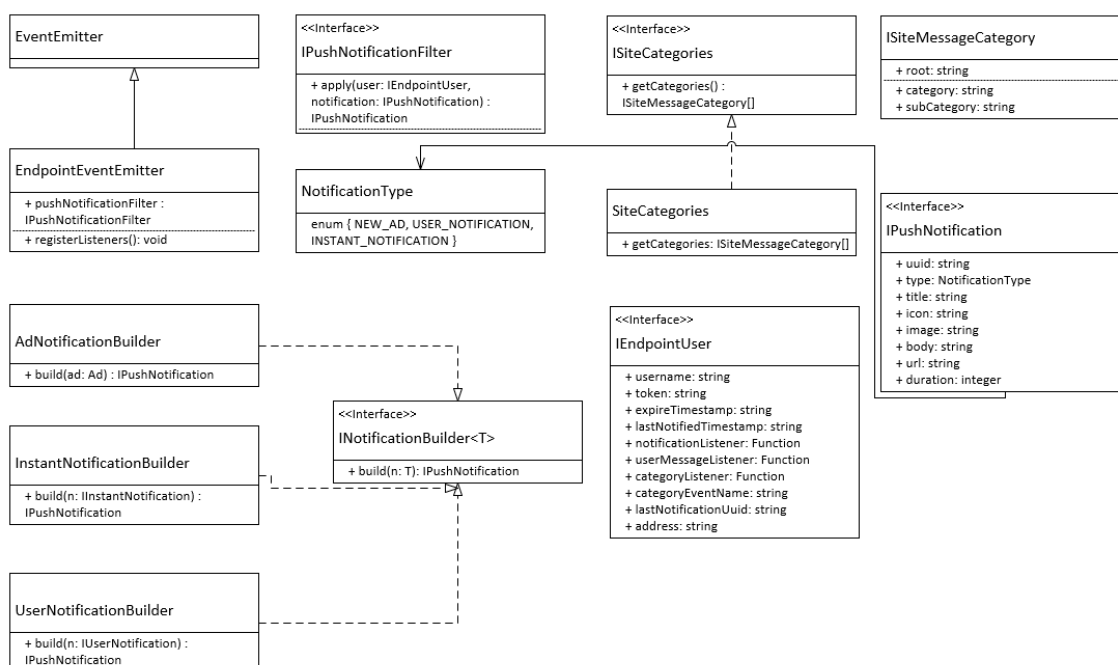 EventEmitter
<<Interface>>
IPushNotificationFilter
+ apply(user: IEndpointUser,
notification: IPushNotification) :
IPushNotification
<<Interface>>
ISiteCategories
+ getCategories() :
ISiteMessageCategory[]
ISiteMessageCategory
+ root: string
+ category: string
+ subCategory: string
EndpointEventEmitter
+ pushNotificationFilter :
IPushNotificationFilter
+ registerListeners(): void
NotificationType
enum { NEW_AD, USER_NOTIFICATION,
INSTANT_NOTIFICATION }
SiteCategories
+ getCategories: ISiteMessageCategory[]
<<Interface>>
IPushNotification
+ uuid: string
+ type: NotificationType
+ title: string
+ icon: string
+ image: string
+ body: string
+ url: string
+ duration: integer
AdNotificationBuilder
+ build(ad: Ad) : IPushNotification
<<Interface>>
INotificationBuilder<T>
+ build(n: T): IPushNotification
<<Interface>>
IEndpointUser
+ username: string
+ token: string
+ expireTimestamp: string
+ lastNotifiedTimestamp: string
+ notificationListener: Function
+ userMessageListener: Function
+ categoryListener: Function
+ categoryEventName: string
+ lastNotificationUuid: string
+ address: string
InstantNotificationBuilder
+ build(n: IInstantNotification) :
IPushNotification
UserNotificationBuilder
+ build(n: IUserNotification) :
IPushNotification